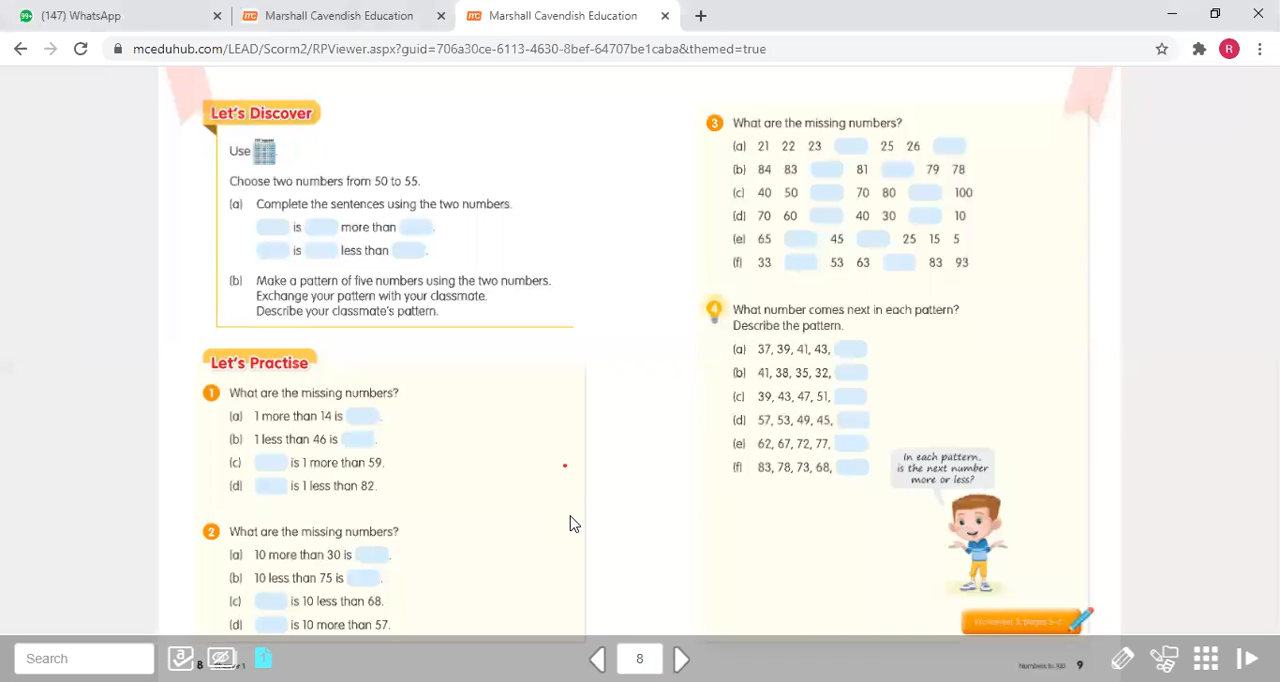 (147) WhatsApp
Marshall Cavendish Education
Marshall Cavendish Education
mceduhub.com/LEAD/Scorm2/RPViewer.aspx?guid=706a30ce-6113-4630-8bef-64707be1caba&themed=true
R
Let's Discover
Use
Choose two numbers from 50 to 55.
(a) Complete the sentences using the two numbers.
is more than .
is less than .
(b) Make a pattern of five numbers using the two numbers.
Exchange your pattern with your classmate.
Describe your classmate's pattern.
Let's Practise
1 What are the missing numbers?
(a) 1 more than 14 is .
(b) 1 less than 46 is .
(c) is 1 more than 59.
(d) is 1 less than 82.
2 What are the missing numbers?
(a) 10 more than 30 is .
(b) 10 less than 75 is .
(c) is 10 less than 68.
(d) is 10 more than 57.
3 What are the missing numbers?
(a) 21 22 23 25 26
(b) 84 83 81 79 78
(c) 40 50 70 80 100
(d) 70 60 40 30 10
(e) 65 45 25 15 5
(f) 33 53 63 83 93
4 What number comes next in each pattern?
Describe the pattern.
(a) 37, 39, 41, 43,
(b) 41, 38, 35, 32,
(c) 39, 43, 47, 51,
(d) 57, 53, 49, 45,
(e) 62, 67, 72, 77,
(f) 83, 78, 73, 68,
In each pattern,
is the next number
more or less?
Search
8
8
Numbers to 100 9